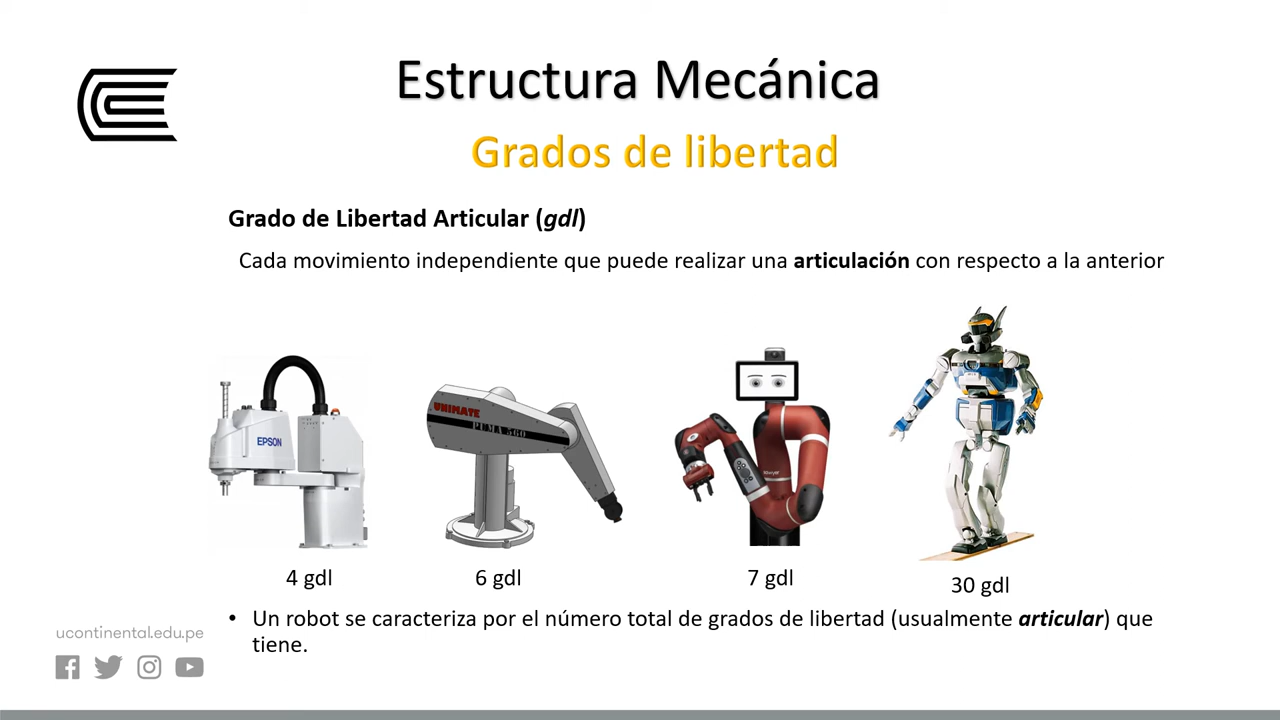 Estructura Mecánica
Grados de libertad
Grado de Libertad Articular (gdl)
Cada movimiento independiente que puede realizar una articulación con respecto a la anterior
EPSON
UNIMATE
PUMA 560
4 gdl
6 gdl
7 gdl
30 gdl
• Un robot se caracteriza por el número total de grados de libertad (usualmente articular) que
tiene.
ucontinental.edu.pe